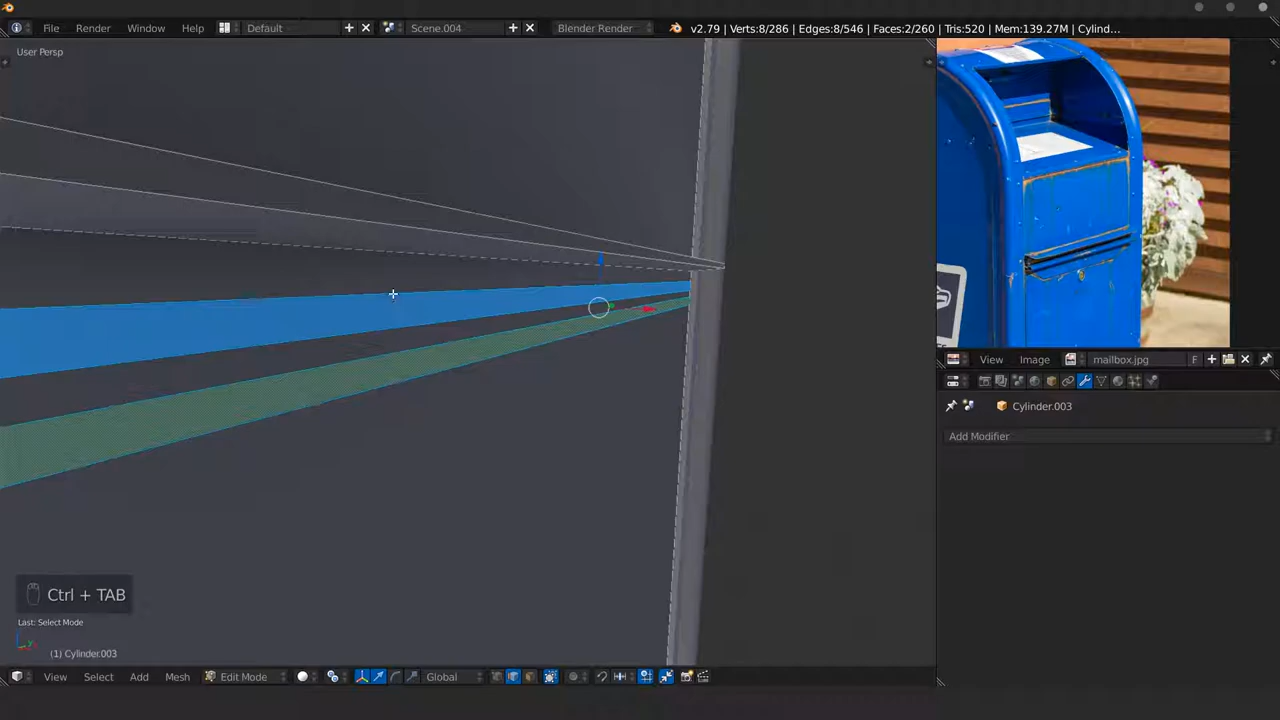 File Render Window Help Default Scene.004 Blender Render v2.79 | Verts:8/286 | Edges:8/546 | Faces:2/260 | Tris:520 | Mem:139.27M | Cylind...
User Persp
View Image mailbox.jpg F
Cylinder.003
Add Modifier
Ctrl + TAB
Last: Select Mode
(1) Cylinder.003
View Select Add Mesh Edit Mode Global